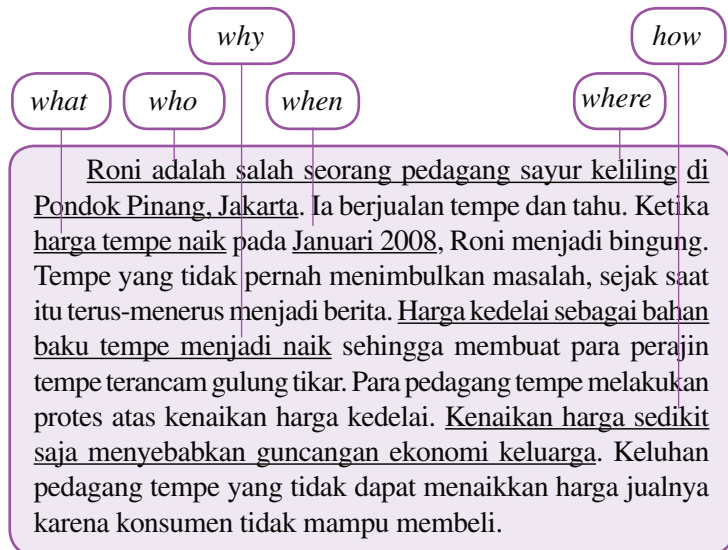 why how
what who when where
Roni adalah salah seorang pedagang sayur keliling di
Pondok Pinang, Jakarta. Ia berjualan tempe dan tahu. Ketika
harga tempe naik pada Januari 2008, Roni menjadi bingung.
Tempe yang tidak pernah menimbulkan masalah, sejak saat
itu terus-menerus menjadi berita. Harga kedelai sebagai bahan
baku tempe menjadi naik sehingga membuat para perajin
tempe terancam gulung tikar. Para pedagang tempe melakukan
protes atas kenaikan harga kedelai. Kenaikan harga sedikit
saja menyebabkan guncangan ekonomi keluarga. Keluhan
pedagang tempe yang tidak dapat menaikkan harga jualnya
karena konsumen tidak mampu membeli.